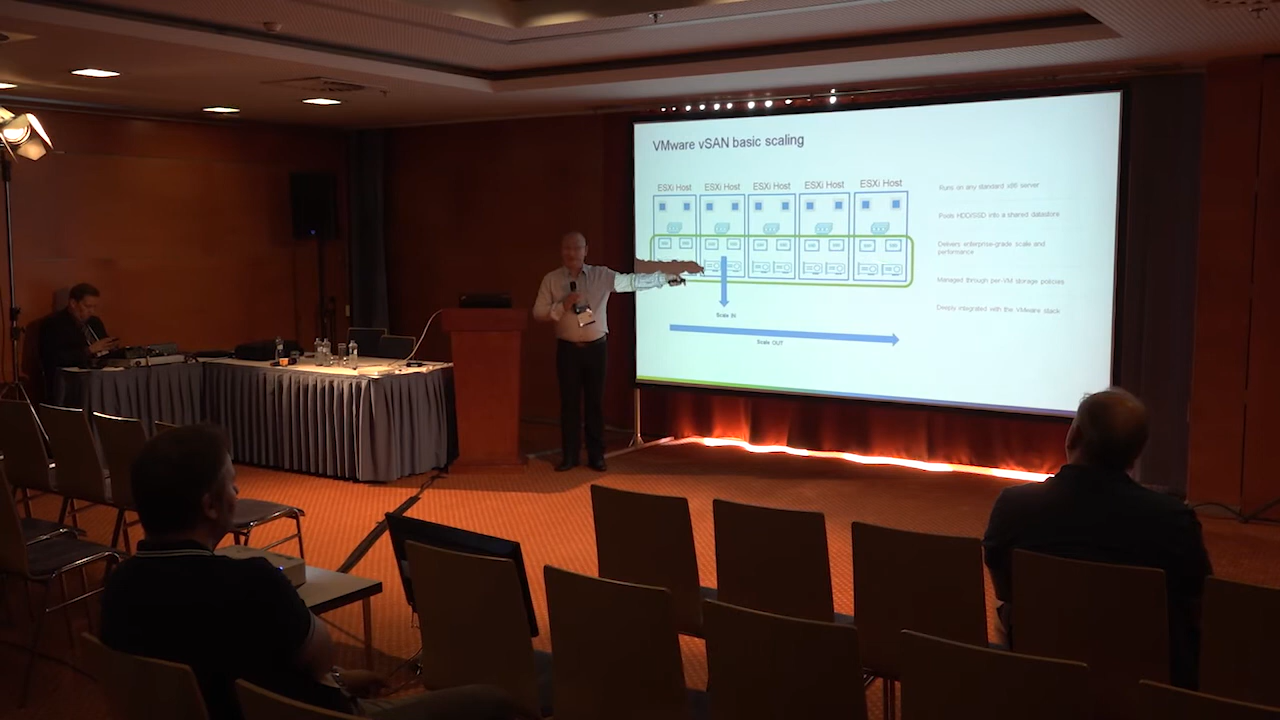 VMware vSAN basic scaling
ESXi Host ESXi Host ESXi Host ESXi Host ESXi Host
Runs on any standard x86 server
Pools HDD/SSD into a shared datastore
Delivers enterprise-grade scale and
performance
Managed through per-VM storage policies
Deeply integrated with the VMware stack
Scale IN
Scale OUT